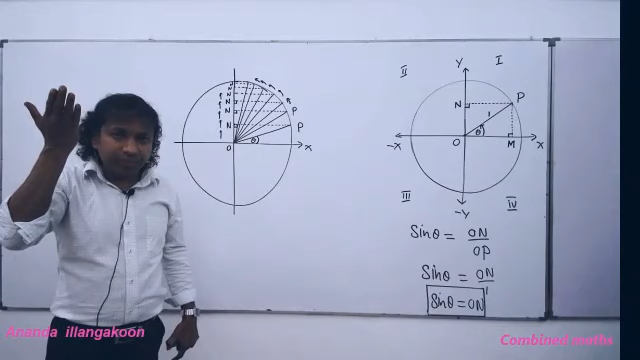 N
N
N
N
N
P
P
O
θ
X
II
Y
I
N
P
1
θ
-X
O
M
X
III
-Y
IV
Sinθ = ON/OP
Sinθ = ON/1
Sinθ = ON
Ananda illangakoon
Combined maths